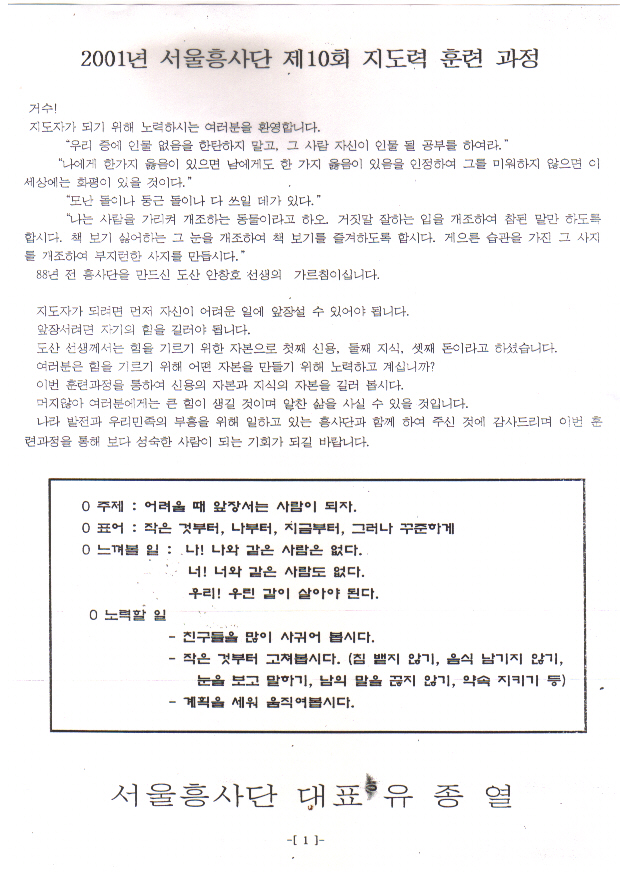 2001년 서울흥사단 제10회 지도력 훈련 과정
거수!
지도자가 되기 위해 노력하시는 여러분을 환영합니다.
"우리 중에 인물 없음을 한탄하지 말고, 그 사람 자신이 인물 될 공부를 하여라."
"나에게 한가지 옳음이 있으면 남에게도 한 가지 옳음이 있음을 인정하여 그를 미워하지 않으면 이
세상에는 화평이 있을 것이다."
"모난 돌이나 둥근 돌이나 다 쓰일 데가 있다."
"나는 사람을 가리켜 개조하는 동물이라고 하오. 거짓말 잘하는 입을 개조하여 참된 말만 하도록
합시다. 책 보기 싫어하는 그 눈을 개조하여 책 보기를 즐겨하도록 합시다. 게으른 습관을 가진 그 사지
를 개조하여 부지런한 사지를 만듭시다."
88년 전 흥사단을 만드신 도산 안창호 선생의 가르침이십니다.
지도자가 되려면 먼저 자신이 어려운 일에 앞장설 수 있어야 됩니다.
앞장서려면 자기의 힘을 길러야 됩니다.
도산 선생께서는 힘을 기르기 위한 자본으로 첫째 신용, 둘째 지식, 셋째 돈이라고 하셨습니다.
여러분은 힘을 기르기 위해 어떤 자본을 만들기 위해 노력하고 계십니까?
이번 훈련과정을 통하여 신용의 자본과 지식의 자본을 길러 봅시다.
머지않아 여러분에게는 큰 힘이 생길 것이며 알찬 삶을 사실 수 있을 것입니다.
나라 발전과 우리민족의 부흥을 위해 일하고 있는 흥사단과 함께 하여 주신 것에 감사드리며 이번 훈
련과정을 통해 보다 성숙한 사람이 되는 기회가 되길 바랍니다.
O 주제 : 어려울 때 앞장서는 사람이 되자.
O 표어 : 작은 것부터, 나부터, 지금부터, 그러나 꾸준하게
O 느껴볼 일 : 나! 나와 같은 사람은 없다.
너! 너와 같은 사람도 없다.
우리! 우린 같이 살아야 된다.
O 노력할 일
- 친구들을 많이 사귀어 봅시다.
- 작은 것부터 고쳐봅시다. (침 뱉지 않기, 음식 남기지 않기,
눈을 보고 말하기, 남의 말을 끊지 않기, 약속 지키기 등)
- 계획을 세워 움직여봅시다.
서울흥사단 대표 유 종 열
-[ 1 ]-